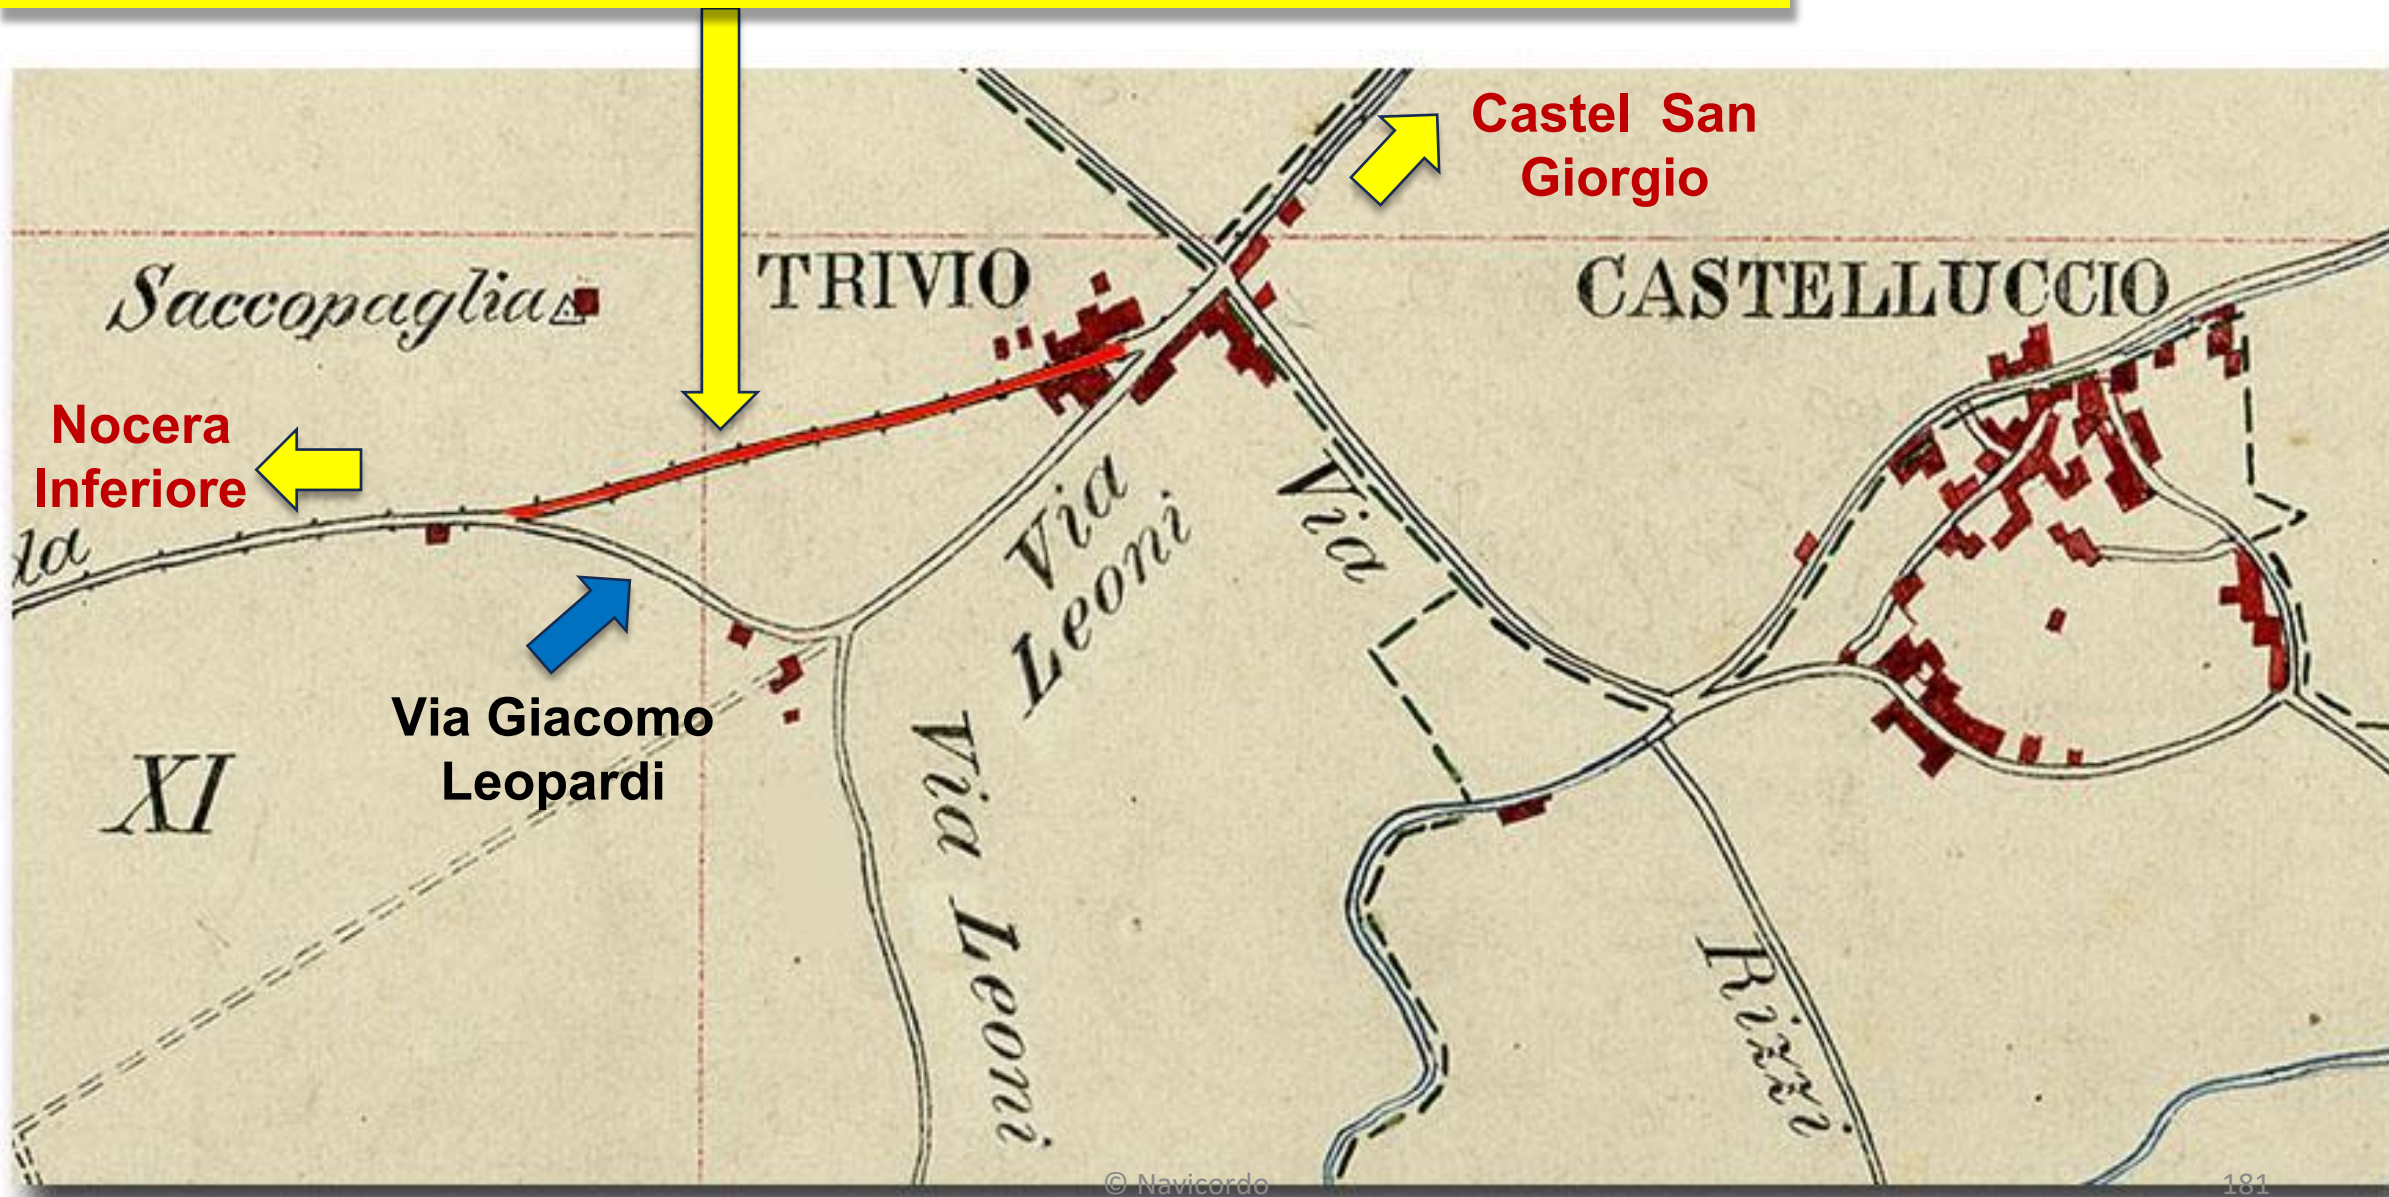 Castel San
Giorgio
Saccopaglia
TRIVIO
CASTELLUCCIO
Nocera
Inferiore
da
Via
Leoni
Via
Via Giacomo
Leopardi
XI
Via Leoni
Rizzi
© Navicordo
181